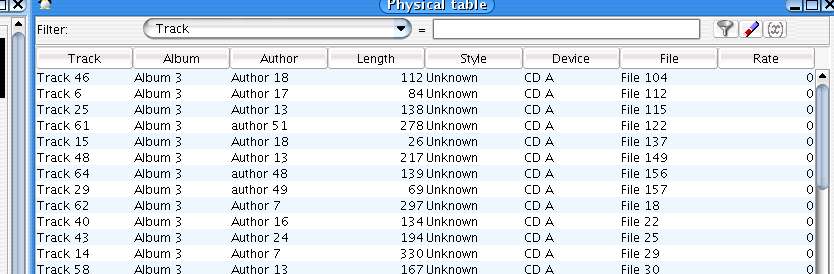 Physical table
Filter: Track =
Track Album Author Length Style Device File Rate
Track 46 Album 3 Author 18 112 Unknown CD A File 104 0
Track 6 Album 3 Author 17 84 Unknown CD A File 112 0
Track 25 Album 3 Author 13 138 Unknown CD A File 115 0
Track 61 Album 3 author 51 278 Unknown CD A File 122 0
Track 15 Album 3 Author 18 26 Unknown CD A File 137 0
Track 48 Album 3 Author 13 217 Unknown CD A File 149 0
Track 64 Album 3 author 48 139 Unknown CD A File 156 0
Track 29 Album 3 author 49 69 Unknown CD A File 157 0
Track 62 Album 3 Author 7 297 Unknown CD A File 18 0
Track 40 Album 3 Author 16 134 Unknown CD A File 22 0
Track 43 Album 3 Author 24 194 Unknown CD A File 25 0
Track 14 Album 3 Author 7 330 Unknown CD A File 29 0
Track 58 Album 3 Author 13 167 Unknown CD A File 30 0